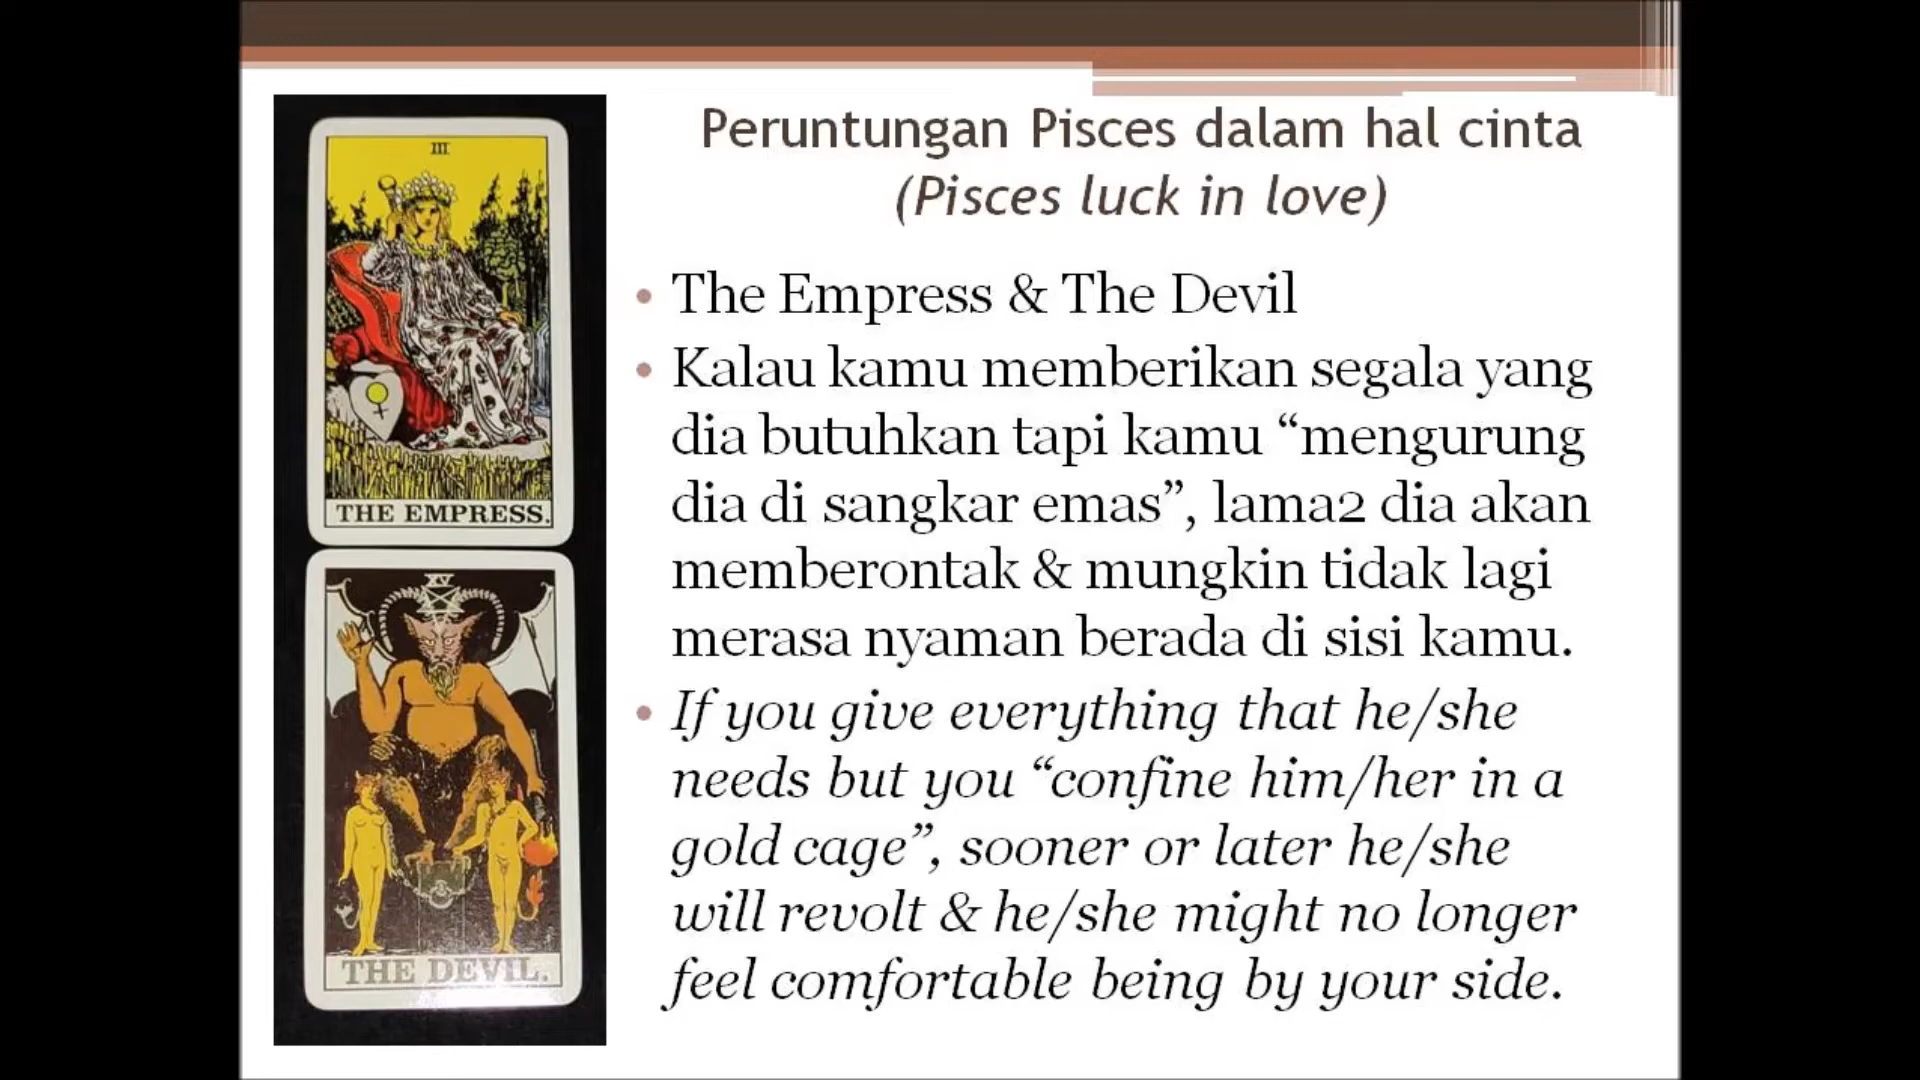 Peruntungan Pisces dalam hal cinta
(Pisces luck in love)
III
THE EMPRESS.
XV
THE DEVIL.
• The Empress & The Devil
• Kalau kamu memberikan segala yang
dia butuhkan tapi kamu “mengurung
dia di sangkar emas”, lama2 dia akan
memberontak & mungkin tidak lagi
merasa nyaman berada di sisi kamu.
• If you give everything that he/she
needs but you “confine him/her in a
gold cage”, sooner or later he/she
will revolt & he/she might no longer
feel comfortable being by your side.